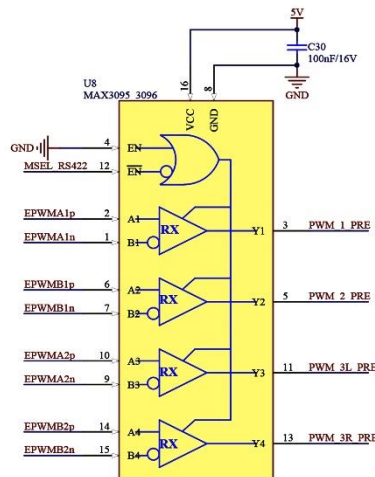 5V
C30
100nF/16V
GND
U8
MAX3095_3096
16
8
VCC
GND
GND
4
EN
MSEL_RS422
12
EN
EPWMA1p
2
A1
EPWMA1n
1
B1
RX
Y1
3
PWM_1_PRE
EPWMB1p
6
A2
EPWMB1n
7
B2
RX
Y2
5
PWM_2_PRE
EPWMA2p
10
A3
EPWMA2n
9
B3
RX
Y3
11
PWM_3L_PRE
EPWMB2p
14
A4
EPWMB2n
15
B4
RX
Y4
13
PWM_3R_PRE